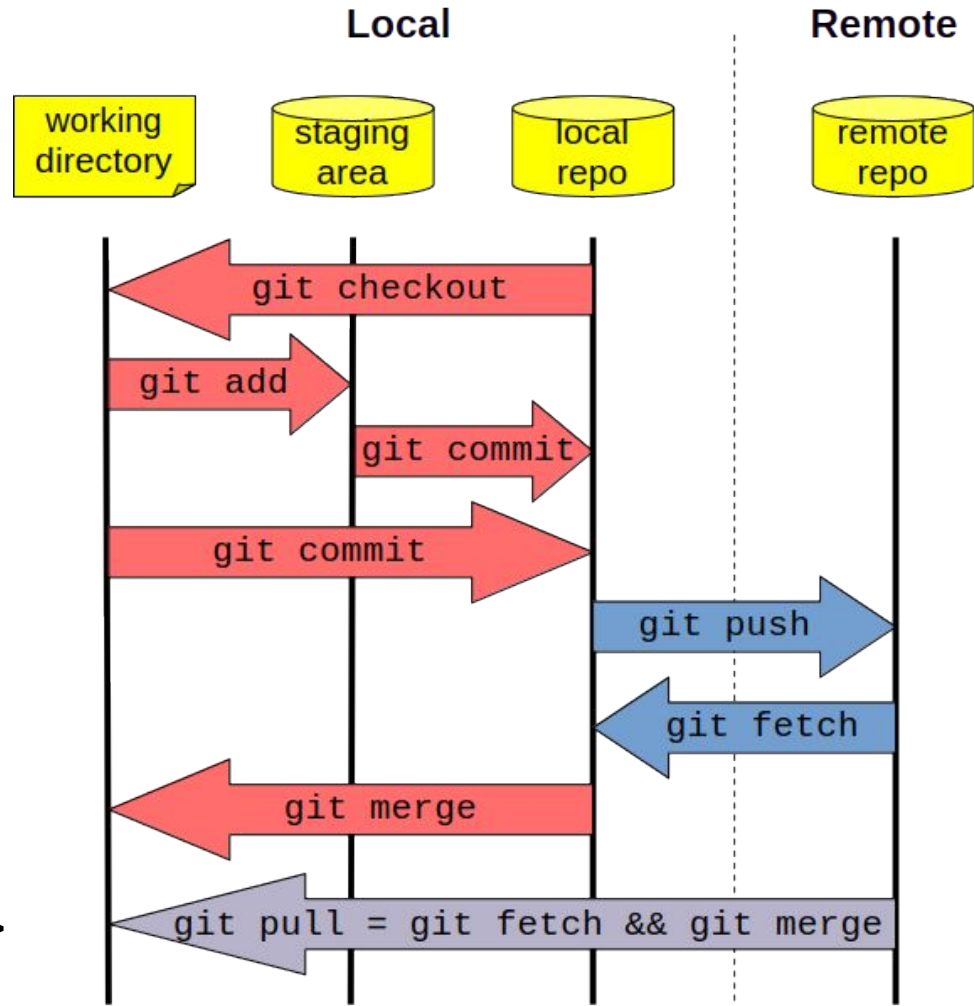 Local
Remote
working
directory
staging
area
local
repo
remote
repo
git checkout
git add
git commit
git commit
git push
git fetch
git merge
git pull = git fetch && git merge